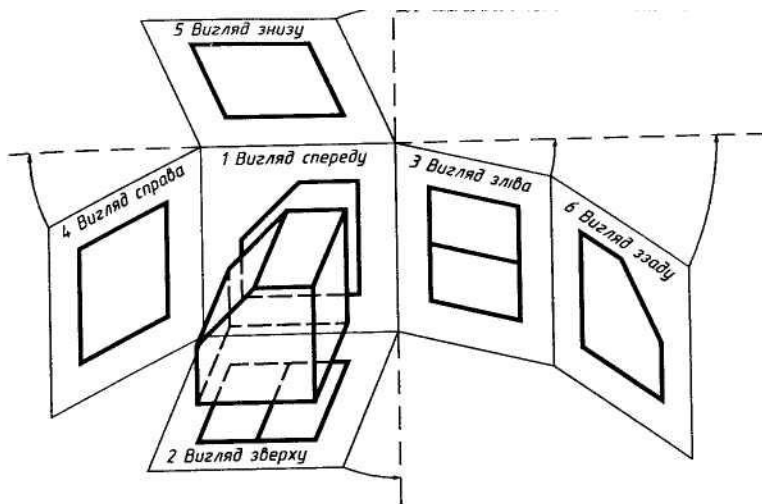 5 Вигляд знизу
1 Вигляд спереду
3 Вигляд зліва
4 Вигляд справа
6 Вигляд ззаду
2 Вигляд зверху